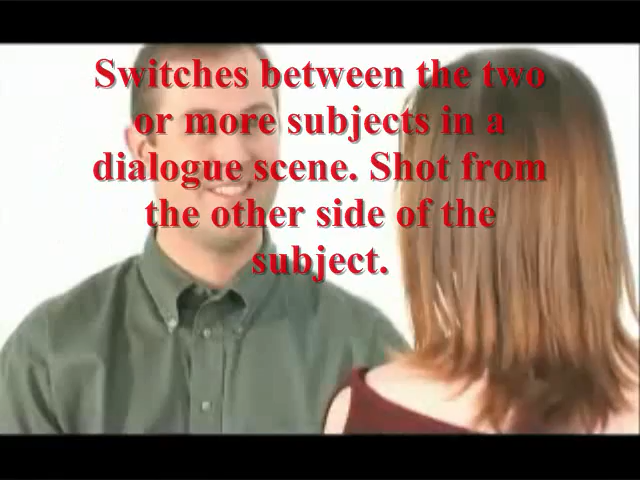 Switches between the two
or more subjects in a
dialogue scene. Shot from
the other side of the
subject.